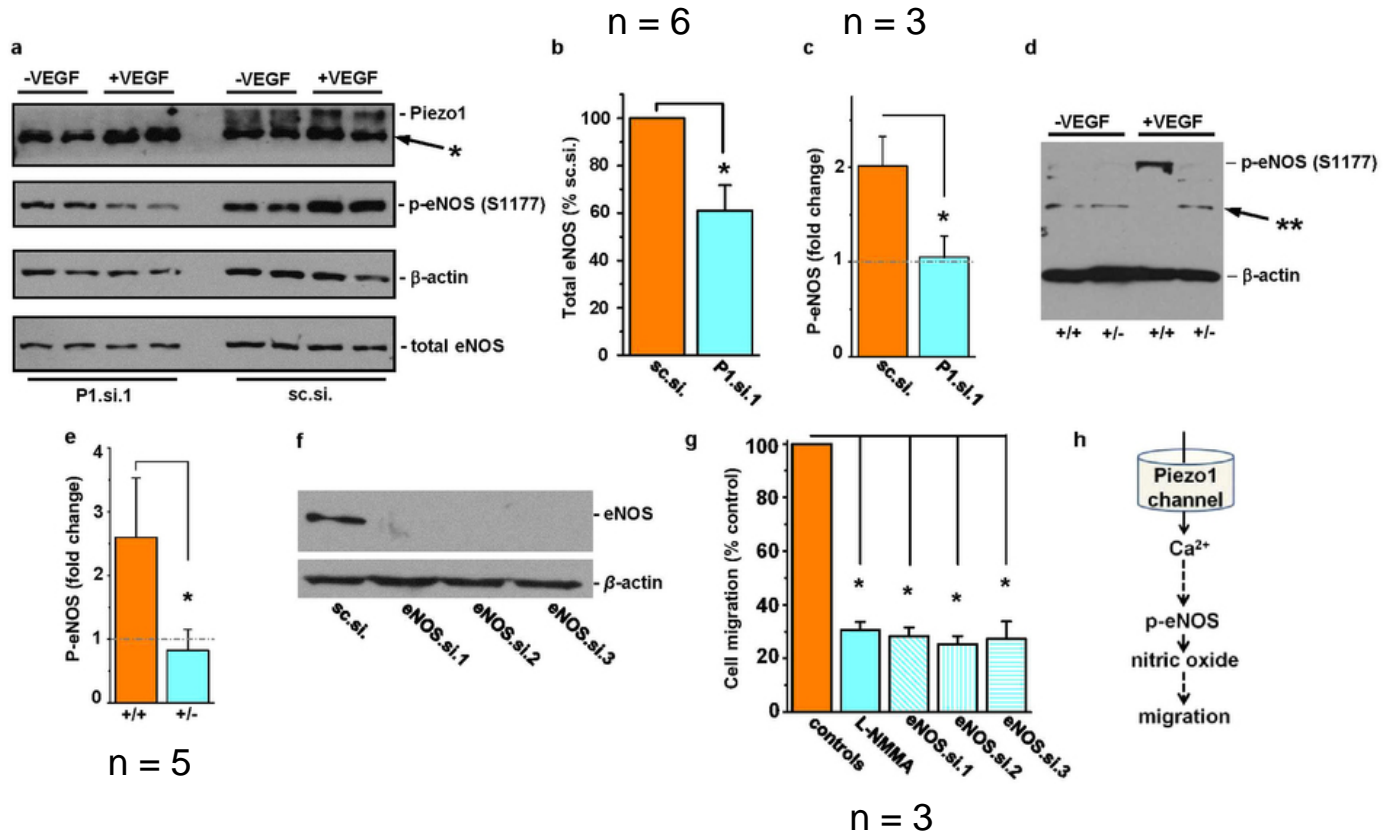 n = 6
n = 3
a
-VEGF +VEGF -VEGF +VEGF
- Piezo1
*
- p-eNOS (S1177)
- β-actin
- total eNOS
P1.si.1 sc.si.
b
Total eNOS (% sc.si.)
100
80
60
40
20
0
*
sc.si. P1.si.1
c
P-eNOS (fold change)
2
1
0
*
sc.si. P1.si.1
d
-VEGF +VEGF
– p-eNOS (S1177)
**
– β-actin
+/+ +/- +/+ +/-
e
P-eNOS (fold change)
4
3
2
1
0
*
+/+ +/-
n = 5
f
- eNOS
- β-actin
sc.si. eNOS.si.1 eNOS.si.2 eNOS.si.3
g
Cell migration (% control)
100
80
60
40
20
0
* * * *
controls L-NMMA eNOS.si.1 eNOS.si.2 eNOS.si.3
n = 3
h
Piezo1
channel
Ca²⁺
p-eNOS
nitric oxide
migration